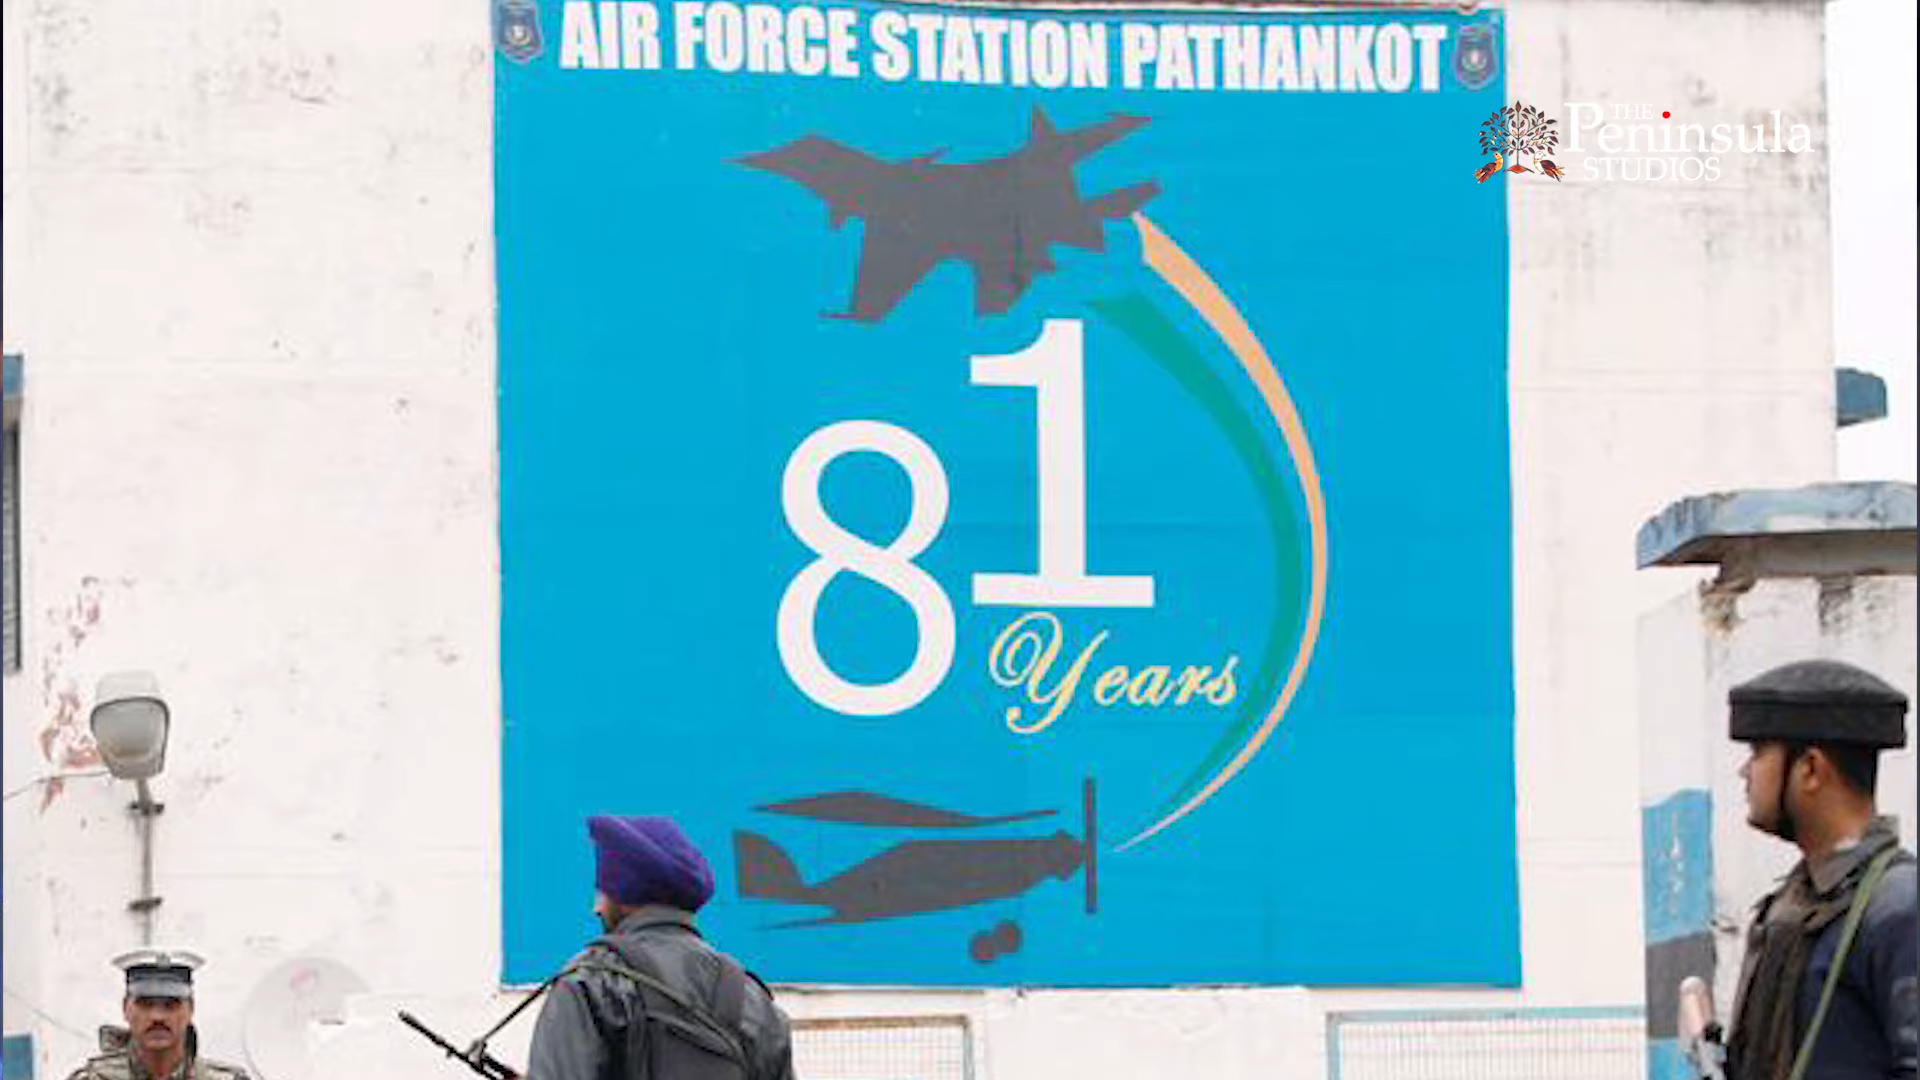 AIR FORCE STATION PATHANKOT
THE
Peninsula
STUDIOS
81
Years